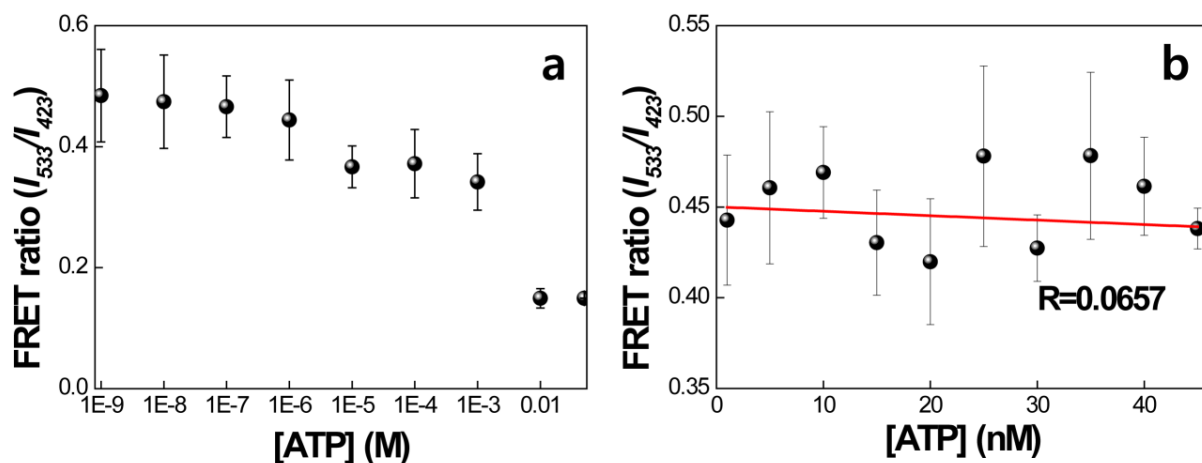 a
FRET ratio (I533/I423)
0.6
0.4
0.2
0.0
1E-9 1E-8 1E-7 1E-6 1E-5 1E-4 1E-3 0.01
[ATP] (M)
b
FRET ratio (I533/I423)
0.55
0.50
0.45
0.40
0.35
R=0.0657
0 10 20 30 40
[ATP] (nM)